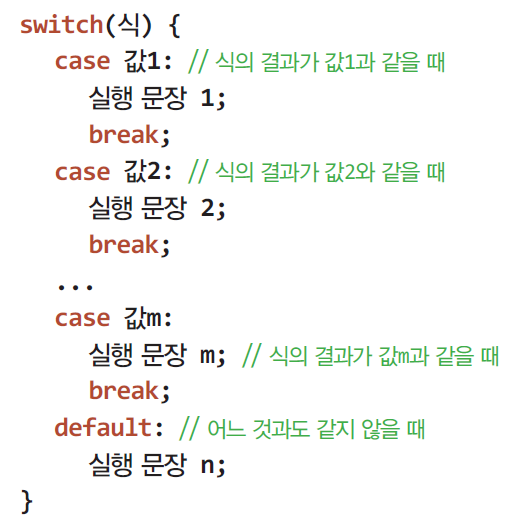 switch(식) {
case 값1: // 식의 결과가 값1과 같을 때
실행 문장 1;
break;
case 값2: // 식의 결과가 값2와 같을 때
실행 문장 2;
break;
...
case 값m:
실행 문장 m; // 식의 결과가 값m과 같을 때
break;
default: // 어느 것과도 같지 않을 때
실행 문장 n;
}